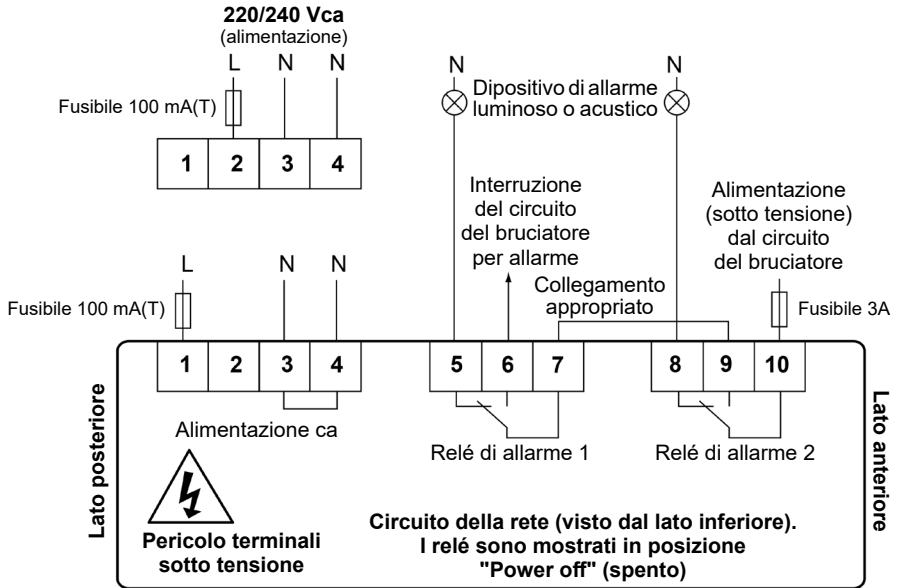 220/240 Vca
(alimentazione)
L N N
Fusibile 100 mA(T)
1 2 3 4
N N
Dipositivo di allarme
luminoso o acustico
Interruzione
del circuito
del bruciatore
per allarme
Alimentazione
(sotto tensione)
dal circuito
del bruciatore
Collegamento
appropriato
L N N
Fusibile 100 mA(T)
Fusibile 3A
1 2 3 4 5 6 7 8 9 10
Alimentazione ca
Relé di allarme 1
Relé di allarme 2
Lato posteriore
Lato anteriore
Pericolo terminali
sotto tensione
Circuito della rete (visto dal lato inferiore).
I relé sono mostrati in posizione
"Power off" (spento)